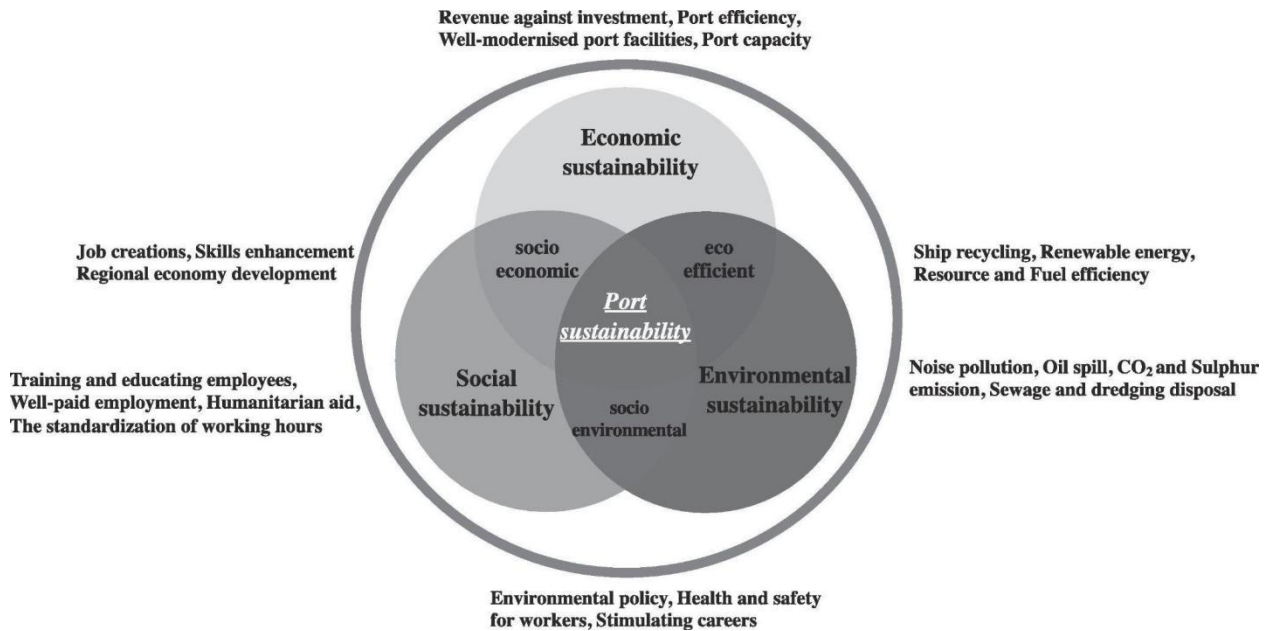 Revenue against investment, Port efficiency,
Well-modernised port facilities, Port capacity
Economic
sustainability
Job creations, Skills enhancement
Regional economy development
socio
economic
eco
efficient
Ship recycling, Renewable energy,
Resource and Fuel efficiency
Port
sustainability
Training and educating employees,
Well-paid employment, Humanitarian aid,
The standardization of working hours
Social
sustainability
Environmental
sustainability
Noise pollution, Oil spill, CO₂ and Sulphur
emission, Sewage and dredging disposal
socio
environmental
Environmental policy, Health and safety
for workers, Stimulating careers